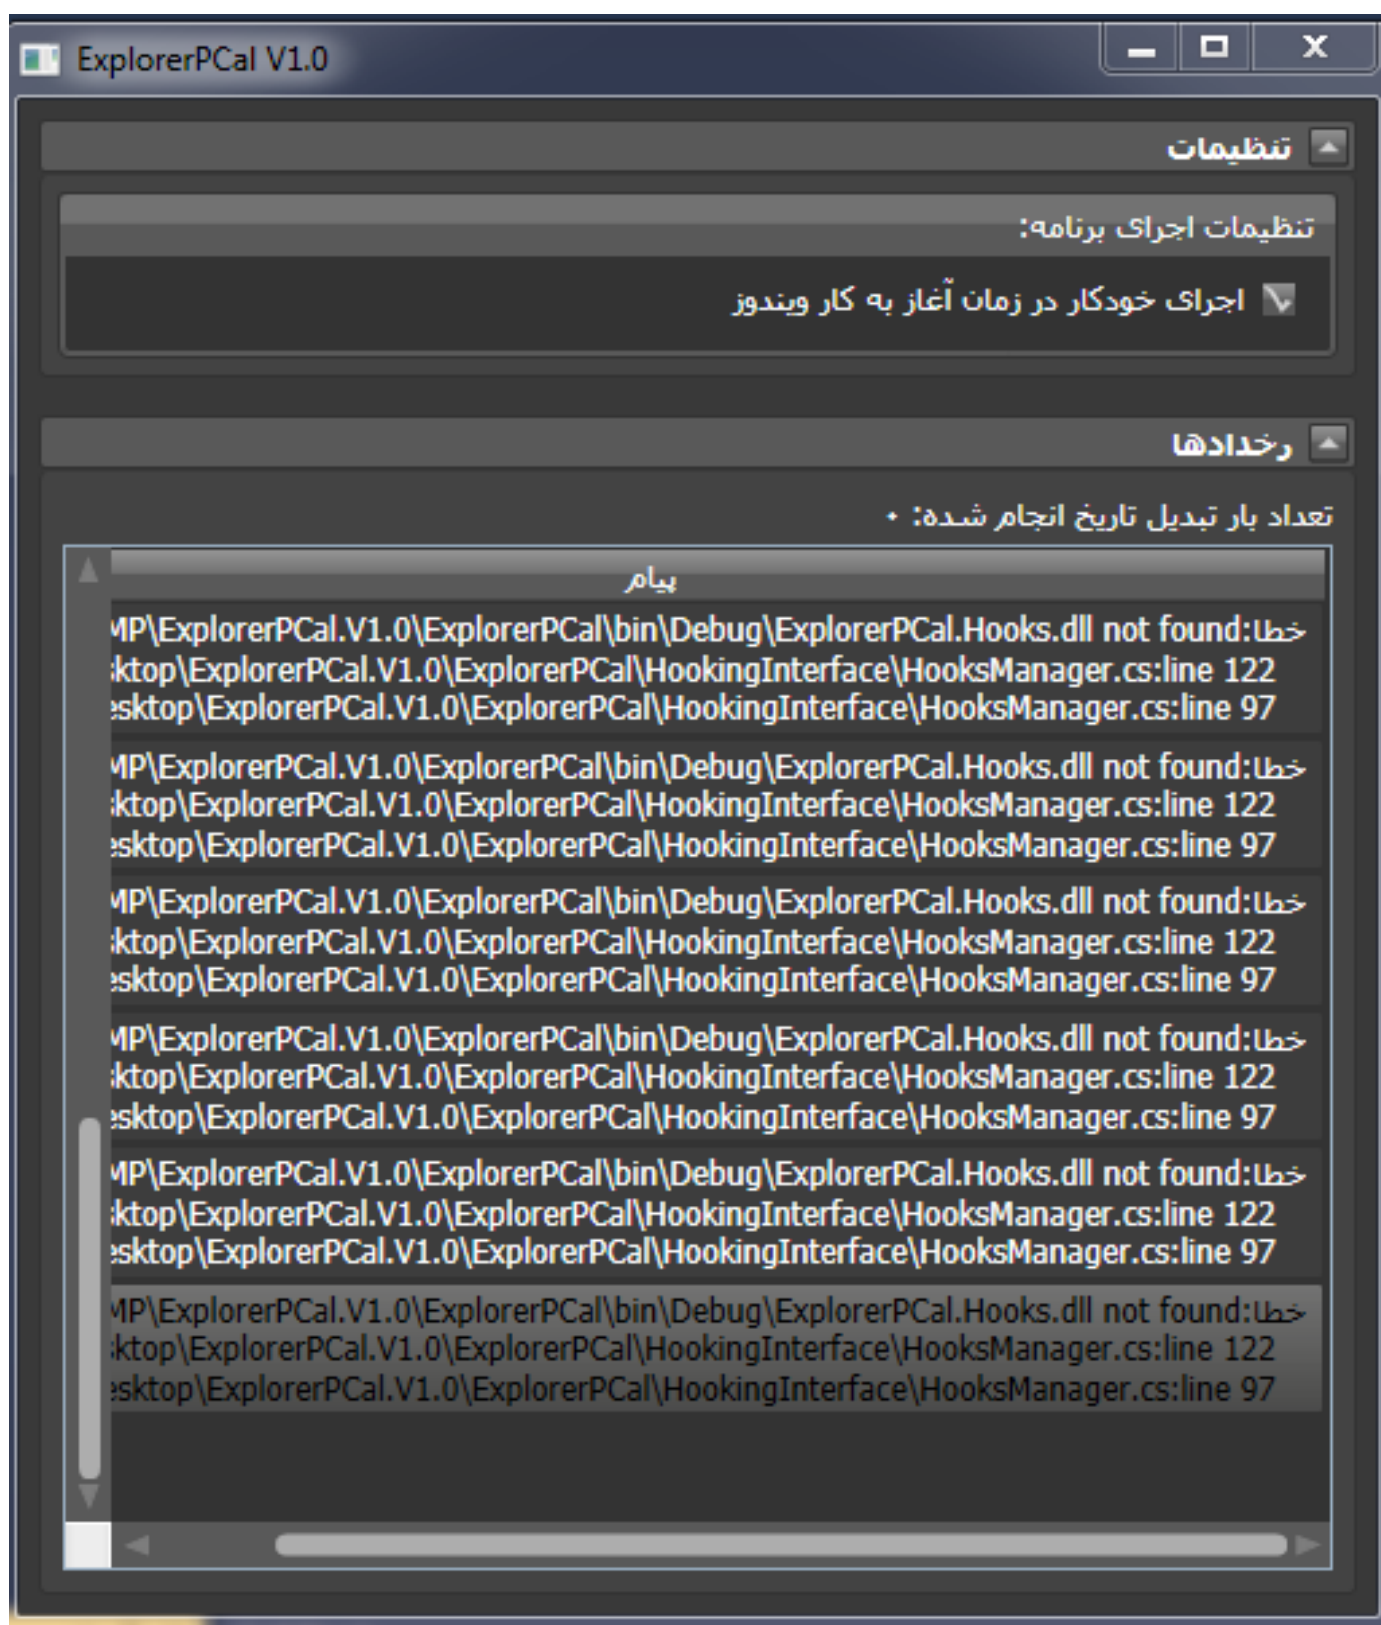 ExplorerPCal V1.0
تنظیمات
تنظیمات اجرای برنامه:
اجرای خودکار در زمان آغاز به کار ویندوز
رخدادها
تعداد بار تبدیل تاریخ انجام شده: ۰
پیام
خطا:MP\ExplorerPCal.V1.0\ExplorerPCal\bin\Debug\ExplorerPCal.Hooks.dll not found
sktop\ExplorerPCal.V1.0\ExplorerPCal\HookingInterface\HooksManager.cs:line 122
esktop\ExplorerPCal.V1.0\ExplorerPCal\HookingInterface\HooksManager.cs:line 97
خطا:MP\ExplorerPCal.V1.0\ExplorerPCal\bin\Debug\ExplorerPCal.Hooks.dll not found
sktop\ExplorerPCal.V1.0\ExplorerPCal\HookingInterface\HooksManager.cs:line 122
esktop\ExplorerPCal.V1.0\ExplorerPCal\HookingInterface\HooksManager.cs:line 97
خطا:MP\ExplorerPCal.V1.0\ExplorerPCal\bin\Debug\ExplorerPCal.Hooks.dll not found
sktop\ExplorerPCal.V1.0\ExplorerPCal\HookingInterface\HooksManager.cs:line 122
esktop\ExplorerPCal.V1.0\ExplorerPCal\HookingInterface\HooksManager.cs:line 97
خطا:MP\ExplorerPCal.V1.0\ExplorerPCal\bin\Debug\ExplorerPCal.Hooks.dll not found
sktop\ExplorerPCal.V1.0\ExplorerPCal\HookingInterface\HooksManager.cs:line 122
esktop\ExplorerPCal.V1.0\ExplorerPCal\HookingInterface\HooksManager.cs:line 97
خطا:MP\ExplorerPCal.V1.0\ExplorerPCal\bin\Debug\ExplorerPCal.Hooks.dll not found
sktop\ExplorerPCal.V1.0\ExplorerPCal\HookingInterface\HooksManager.cs:line 122
esktop\ExplorerPCal.V1.0\ExplorerPCal\HookingInterface\HooksManager.cs:line 97
خطا:MP\ExplorerPCal.V1.0\ExplorerPCal\bin\Debug\ExplorerPCal.Hooks.dll not found
sktop\ExplorerPCal.V1.0\ExplorerPCal\HookingInterface\HooksManager.cs:line 122
esktop\ExplorerPCal.V1.0\ExplorerPCal\HookingInterface\HooksManager.cs:line 97